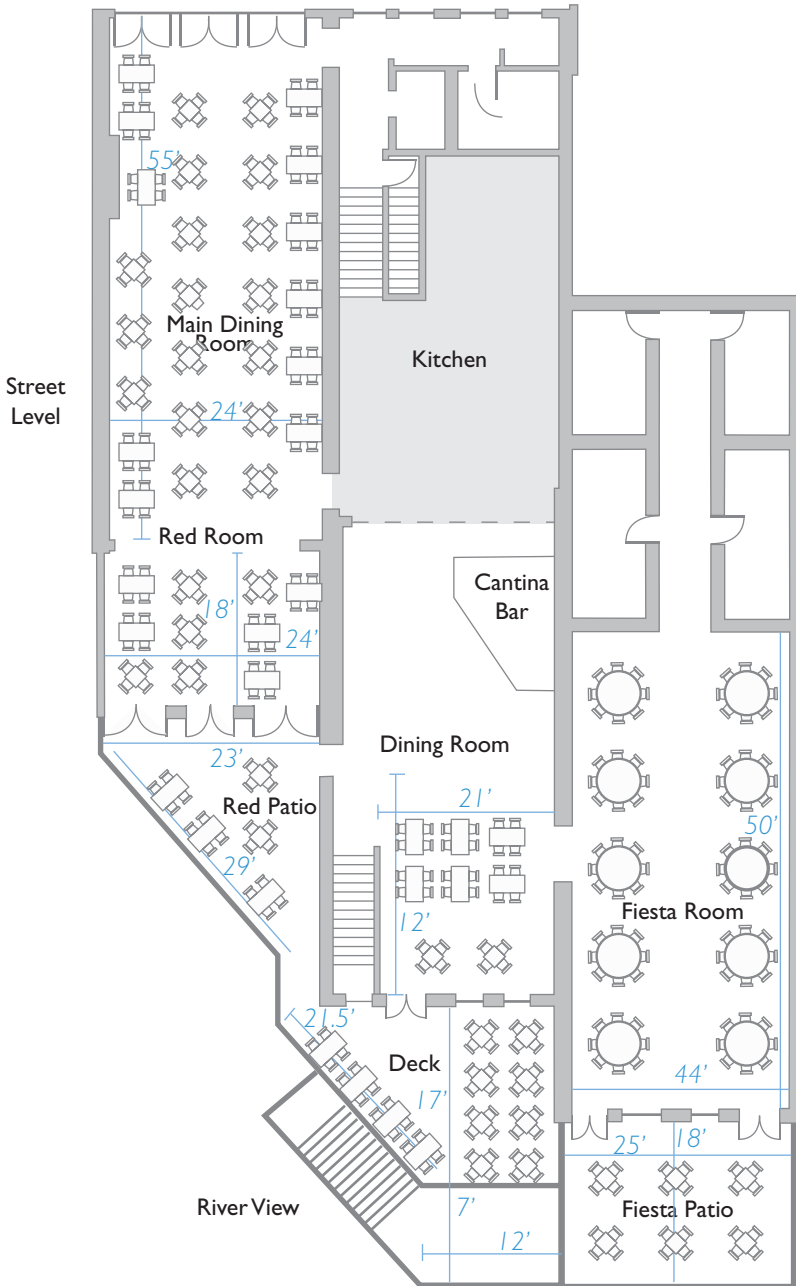 55’
Main Dining
Room
Kitchen
Street
Level
24’
Red Room
Cantina
Bar
18’
24’
Dining Room
23’
21’
Red Patio
50’
29’
12’
Fiesta Room
21.5’
Deck
44’
17’
25’
18’
River View
7’
Fiesta Patio
12’